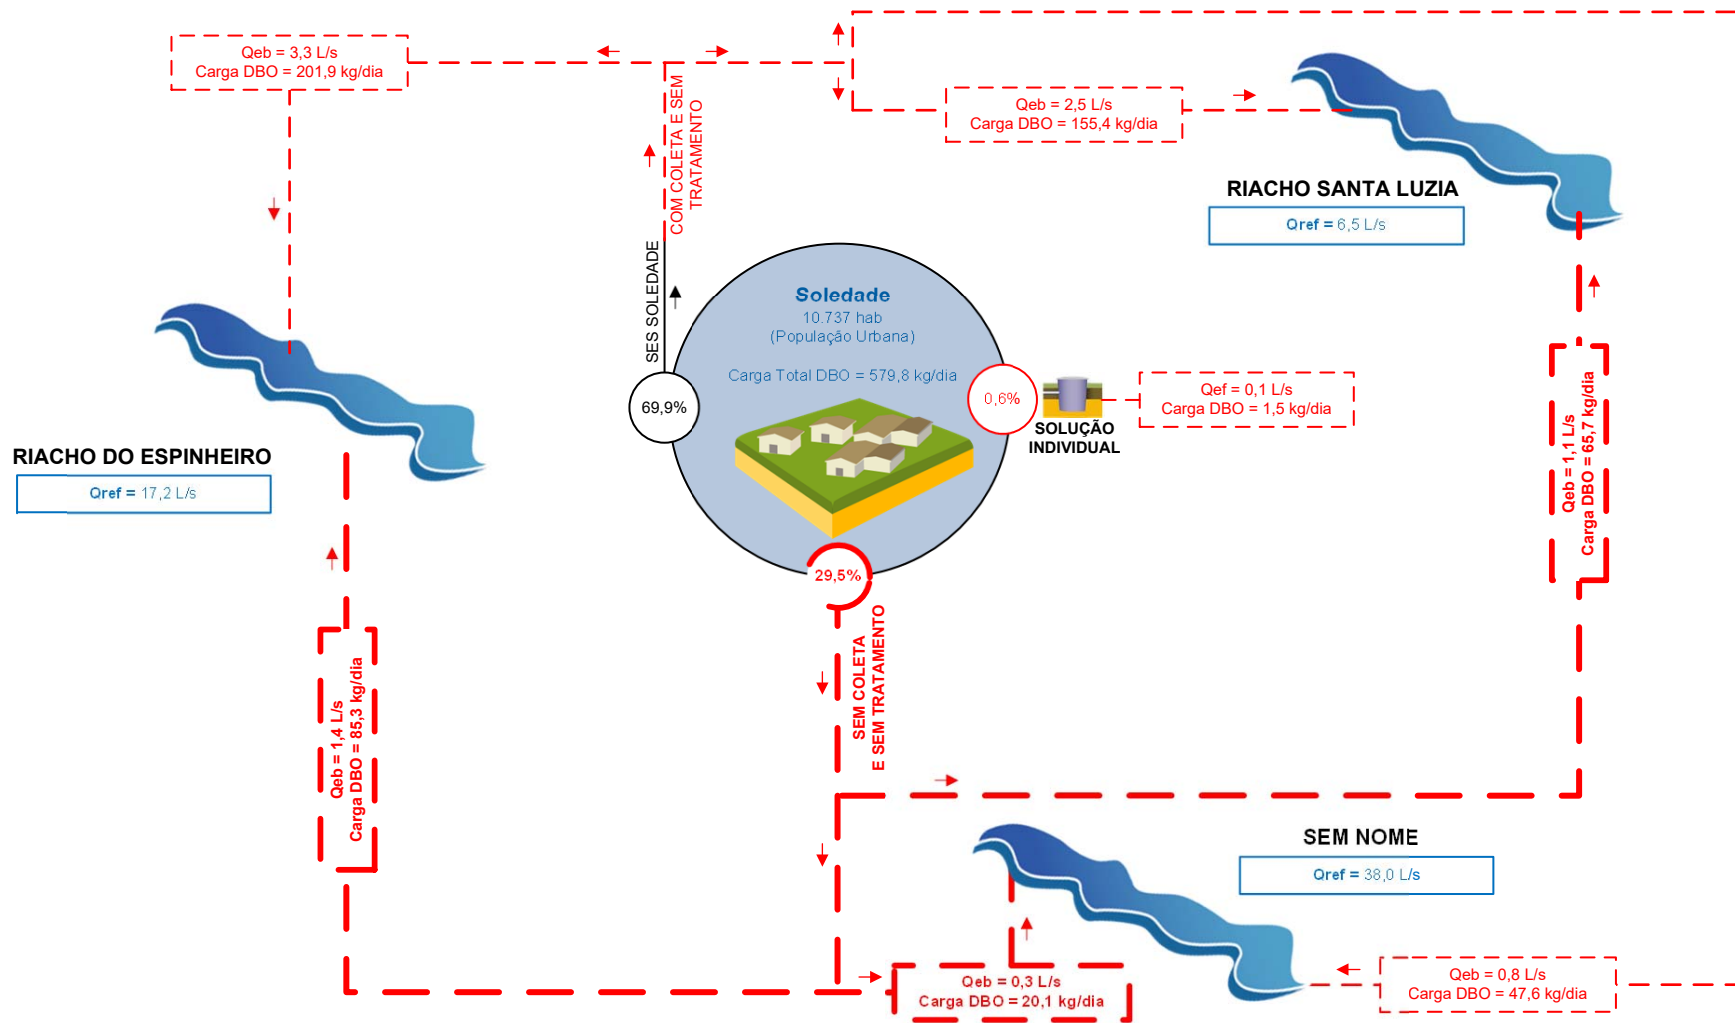 Qeb = 3,3 L/s
Carga DBO = 201,9 kg/dia
Qeb = 2,5 L/s
Carga DBO = 155,4 kg/dia
COM COLETA E SEM
TRATAMENTO
SES SOLEDADE
RIACHO SANTA LUZIA
Qref = 6,5 L/s
Soledade
10.737 hab
(População Urbana)
Carga Total DBO = 579,8 kg/dia
69,9%
0,6%
SOLUÇÃO
INDIVIDUAL
Qef = 0,1 L/s
Carga DBO = 1,5 kg/dia
RIACHO DO ESPINHEIRO
Qref = 17,2 L/s
Qeb = 1,1 L/s
Carga DBO = 65,7 kg/dia
29,5%
SEM COLETA
E SEM TRATAMENTO
Qeb = 1,4 L/s
Carga DBO = 85,3 kg/dia
SEM NOME
Qref = 38,0 L/s
Qeb = 0,3 L/s
Carga DBO = 20,1 kg/dia
Qeb = 0,8 L/s
Carga DBO = 47,6 kg/dia